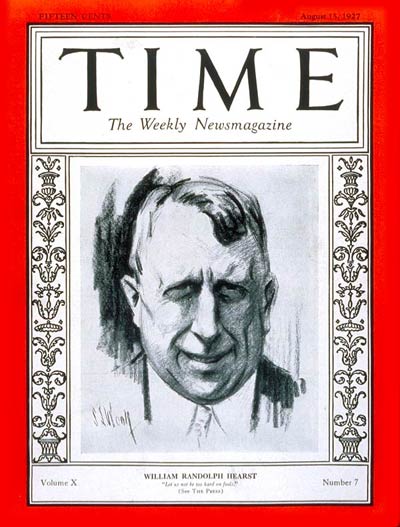 FIFTEEN CENTS
August 15, 1927
TIME
The Weekly Newsmagazine
WILLIAM RANDOLPH HEARST
"Let us not be too hard on fools."
(See THE PRESS)
Volume X
Number 7